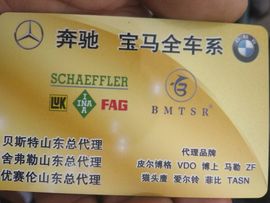 奔驰 宝马全车系
SCHAEFFLER
LUK INA FAG
BMTSR
贝斯特山东总代理
舍弗勒山东总代理
优赛伦山东总代理
代理品牌
皮尔博格 VDO 博上 马勒 ZF
猫头鹰 爱尔铃 菲比 TASN